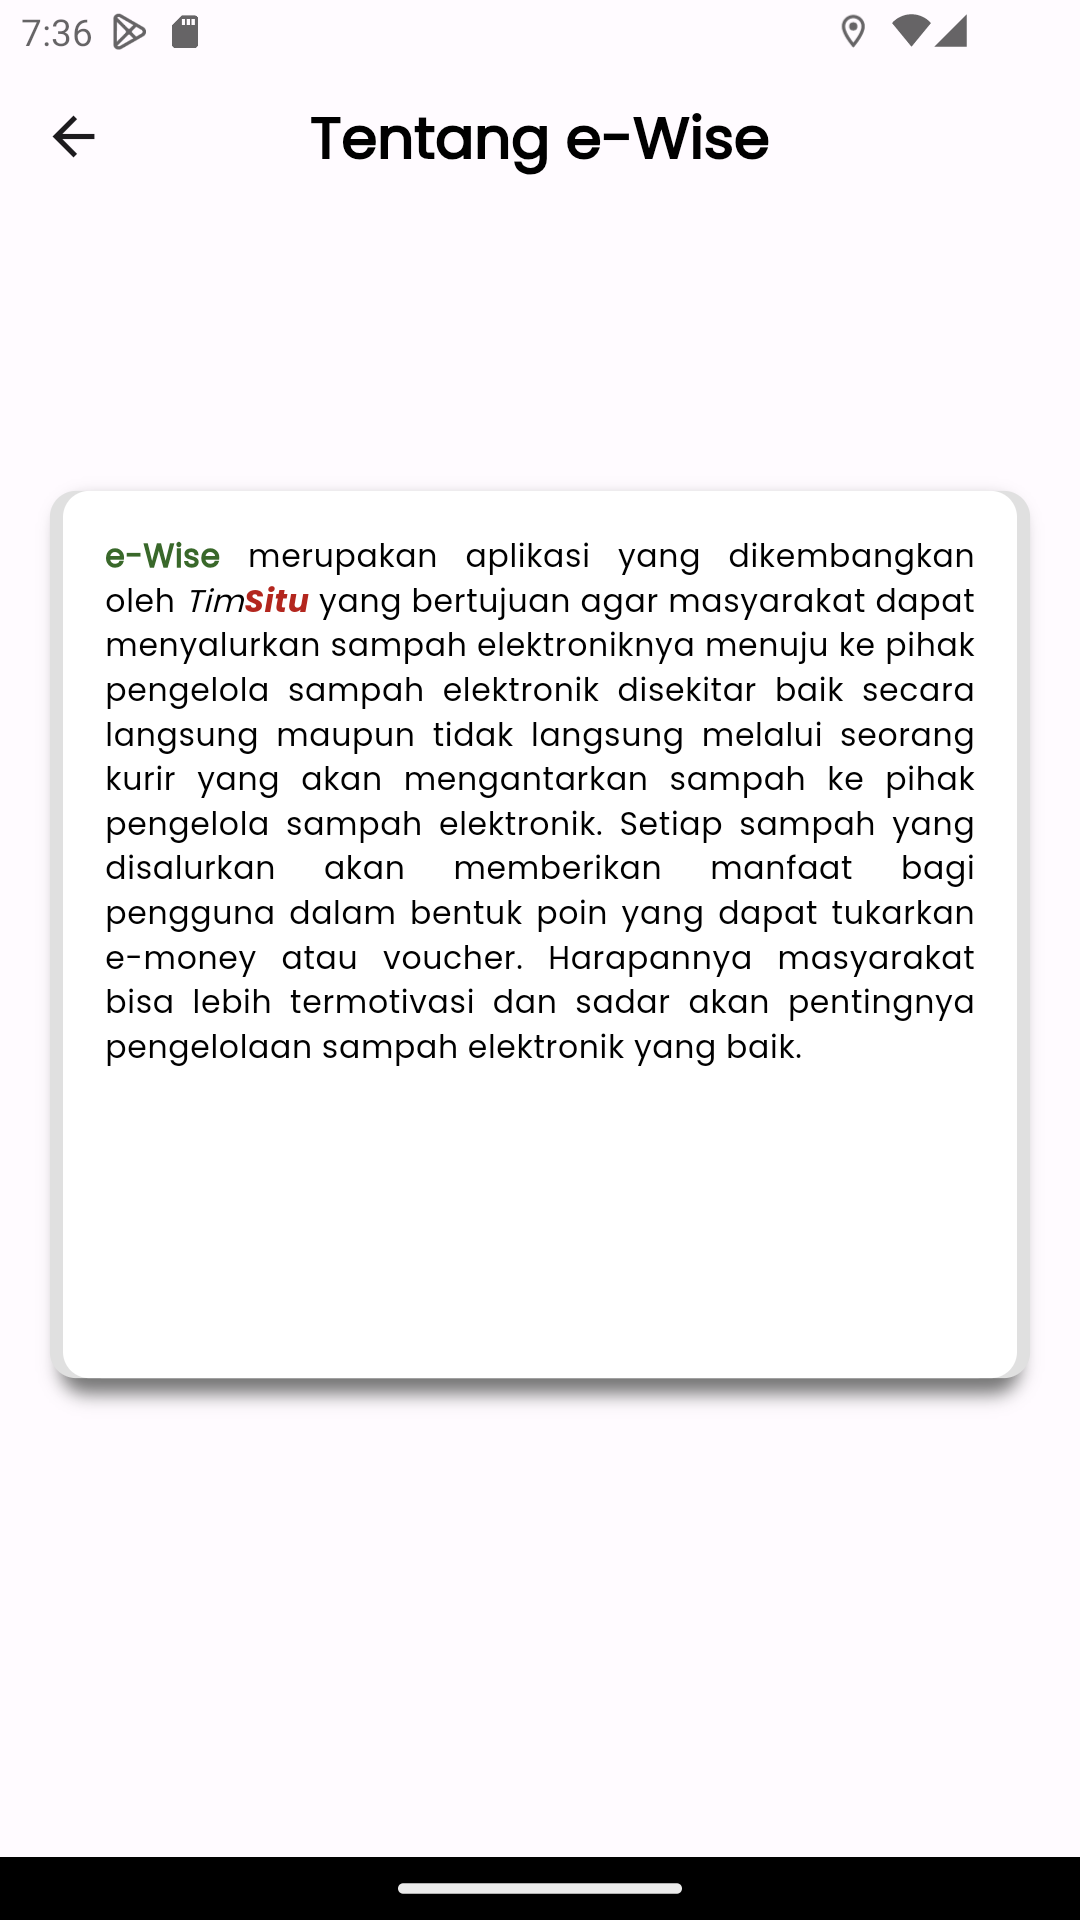 7:36
Tentang e-Wise
e-Wise merupakan aplikasi yang dikembangkan
oleh TimSitu yang bertujuan agar masyarakat dapat
menyalurkan sampah elektroniknya menuju ke pihak
pengelola sampah elektronik disekitar baik secara
langsung maupun tidak langsung melalui seorang
kurir yang akan mengantarkan sampah ke pihak
pengelola sampah elektronik. Setiap sampah yang
disalurkan akan memberikan manfaat bagi
pengguna dalam bentuk poin yang dapat tukarkan
e-money atau voucher. Harapannya masyarakat
bisa lebih termotivasi dan sadar akan pentingnya
pengelolaan sampah elektronik yang baik.